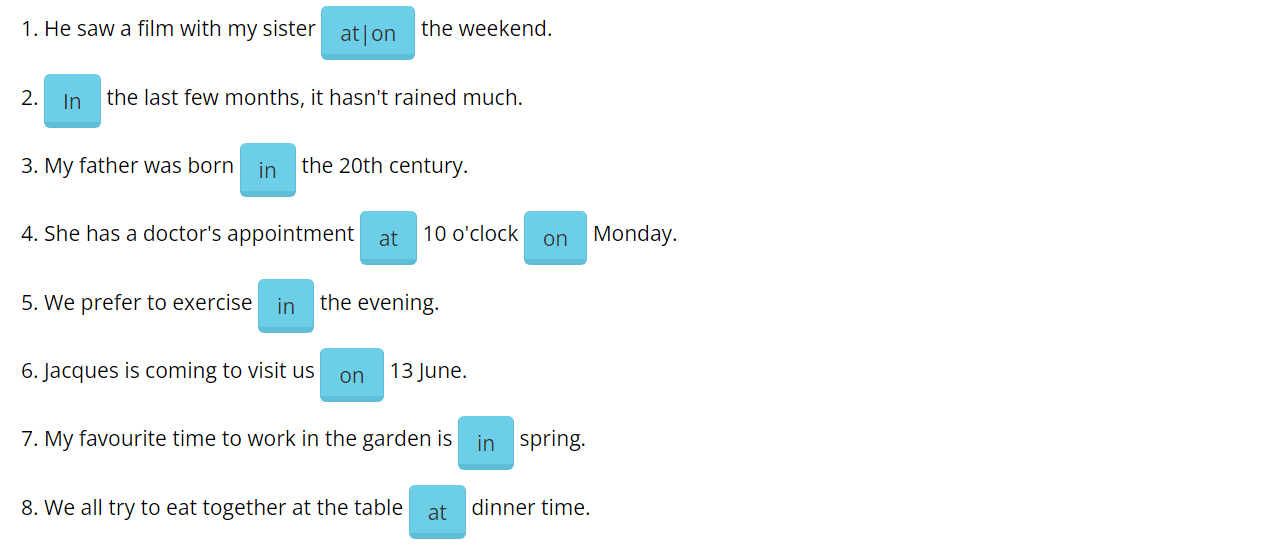 1. He saw a film with my sister at|on the weekend.
2. In the last few months, it hasn't rained much.
3. My father was born in the 20th century.
4. She has a doctor's appointment at 10 o'clock on Monday.
5. We prefer to exercise in the evening.
6. Jacques is coming to visit us on 13 June.
7. My favourite time to work in the garden is in spring.
8. We all try to eat together at the table at dinner time.